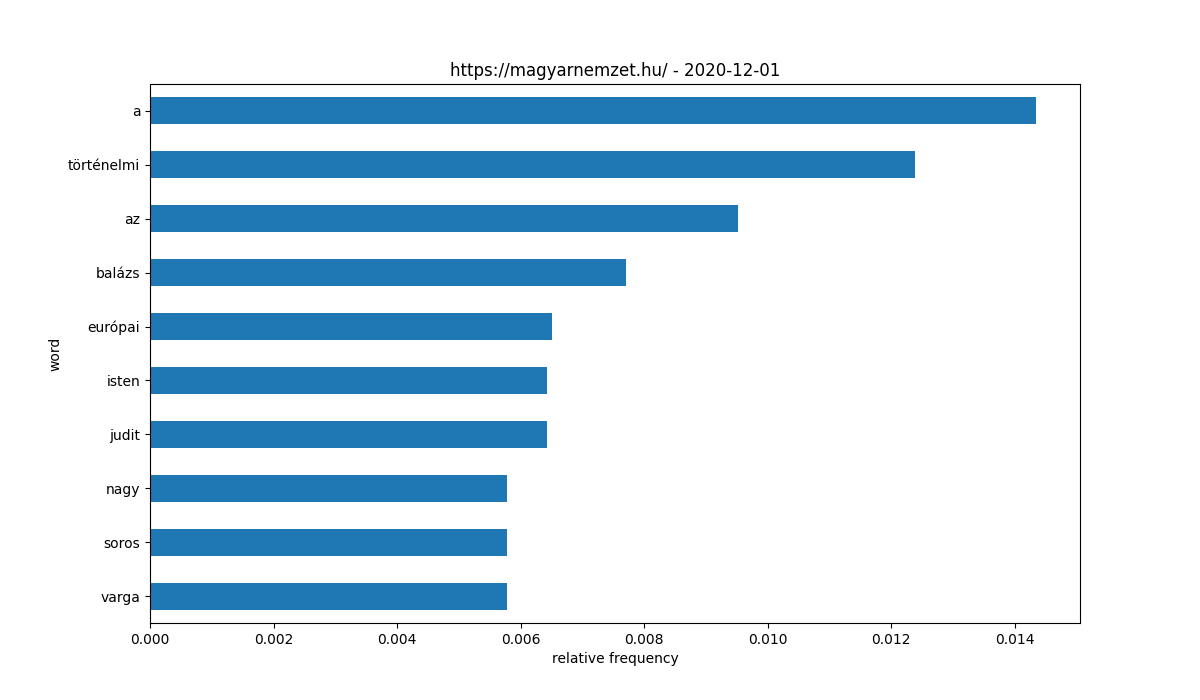 https://magyarnemzet.hu/ - 2020-12-01
a
történelmi
az
balázs
európai
isten
judit
nagy
soros
varga
word
0.000 0.002 0.004 0.006 0.008 0.010 0.012 0.014
relative frequency